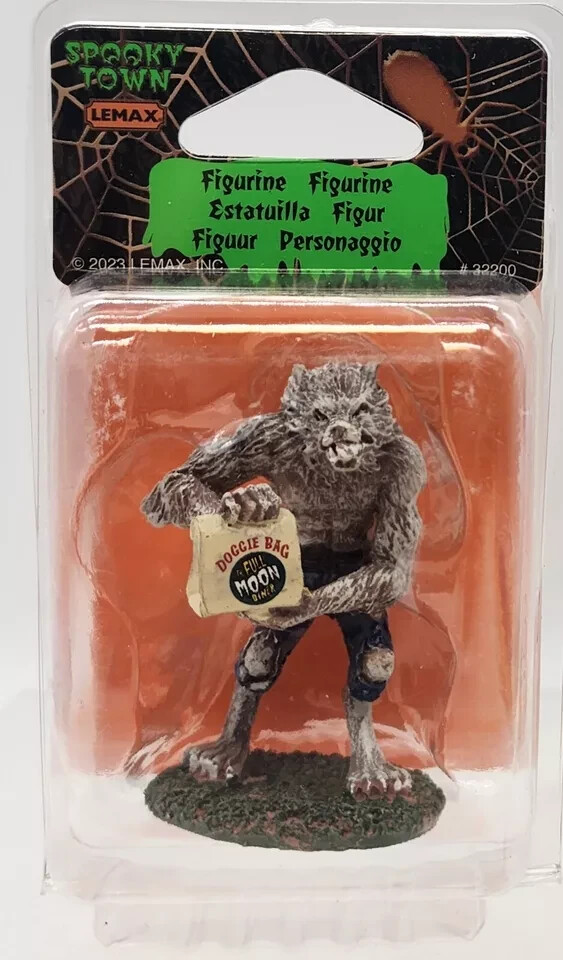 SPOOKY
TOWN
LEMAX
Figurine Figurine
Estatuilla Figur
Figuur Personaggio
© 2023 LEMAX, INC.
# 32200
DOGGIE BAG
FULL
MOON
DINER